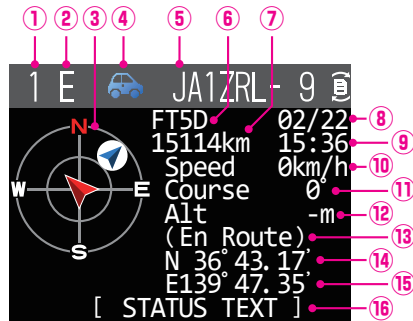 ① ② ③ ④ ⑤ ⑥ ⑦
1 E JA1ZRL- 9
N
W E
S
FT5D 02/22 ⑧
15114km 15:36 ⑨
Speed 0km/h ⑩
Course 0° ⑪
Alt -m ⑫
(En Route) ⑬
N 36°43.17' ⑭
E139°47.35' ⑮
[ STATUS TEXT ] ⑯